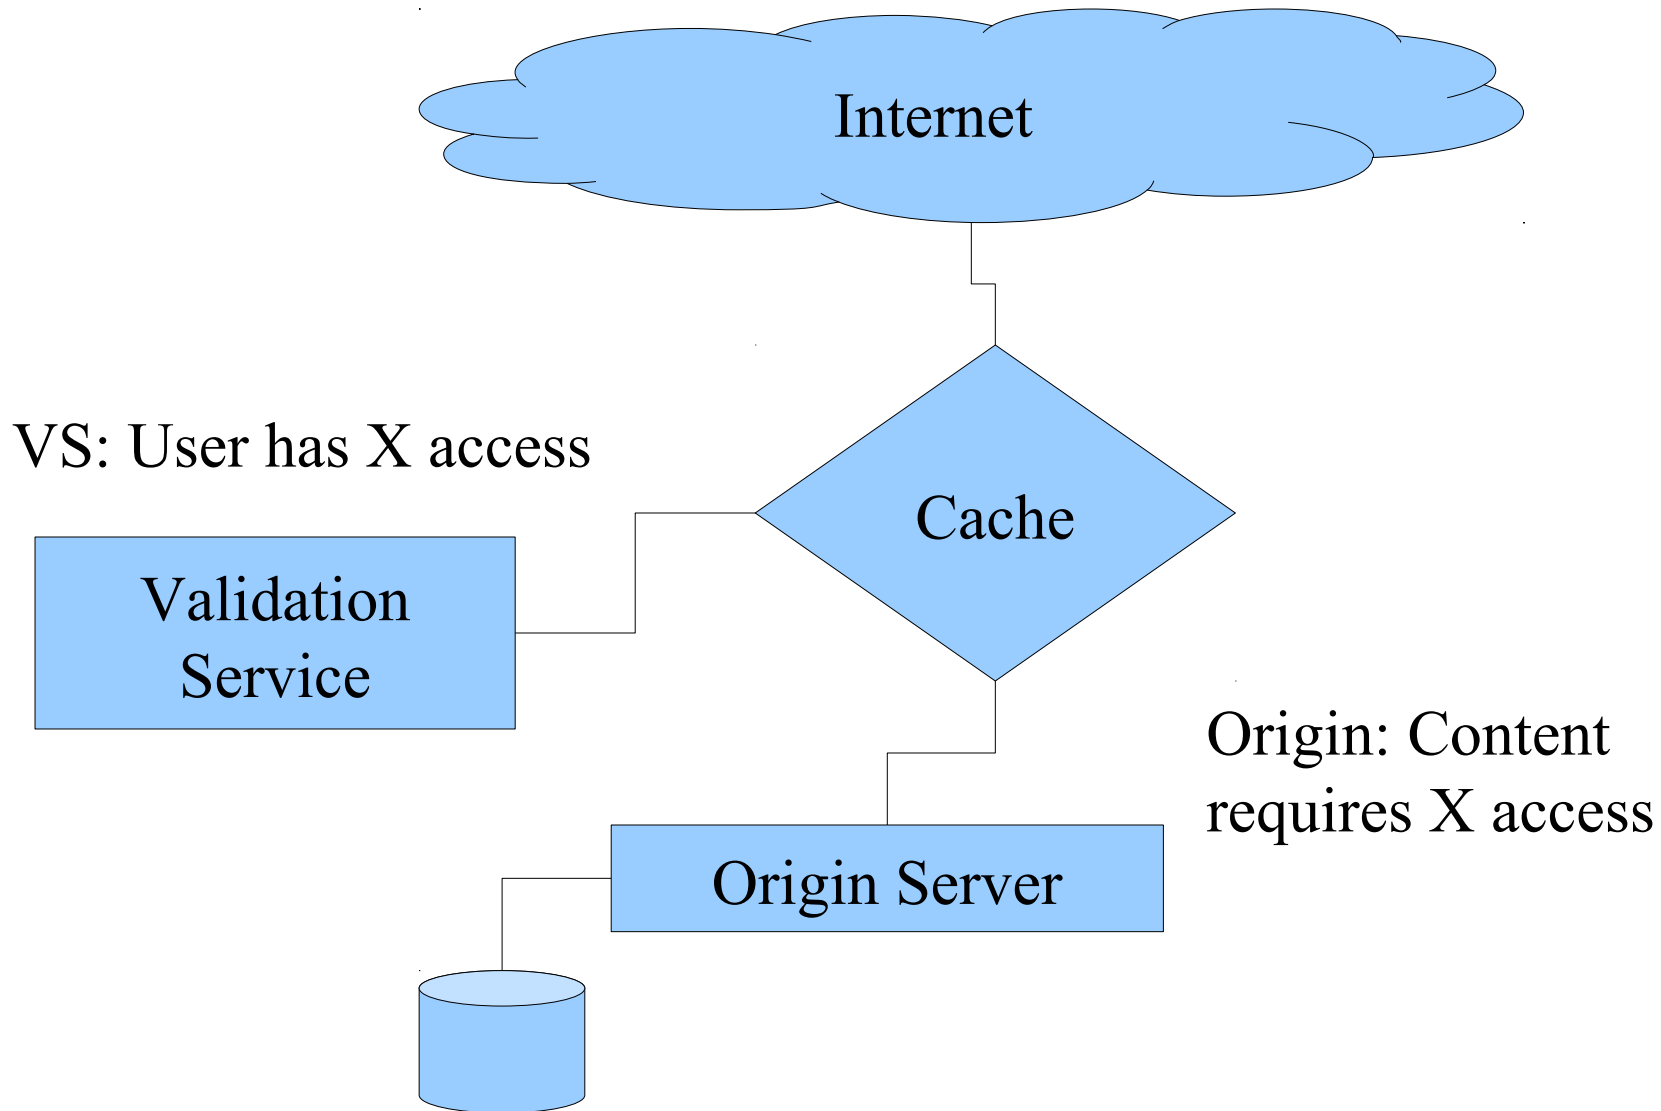 Internet
VS: User has X access
Cache
Validation
Service
Origin: Content
requires X access
Origin Server